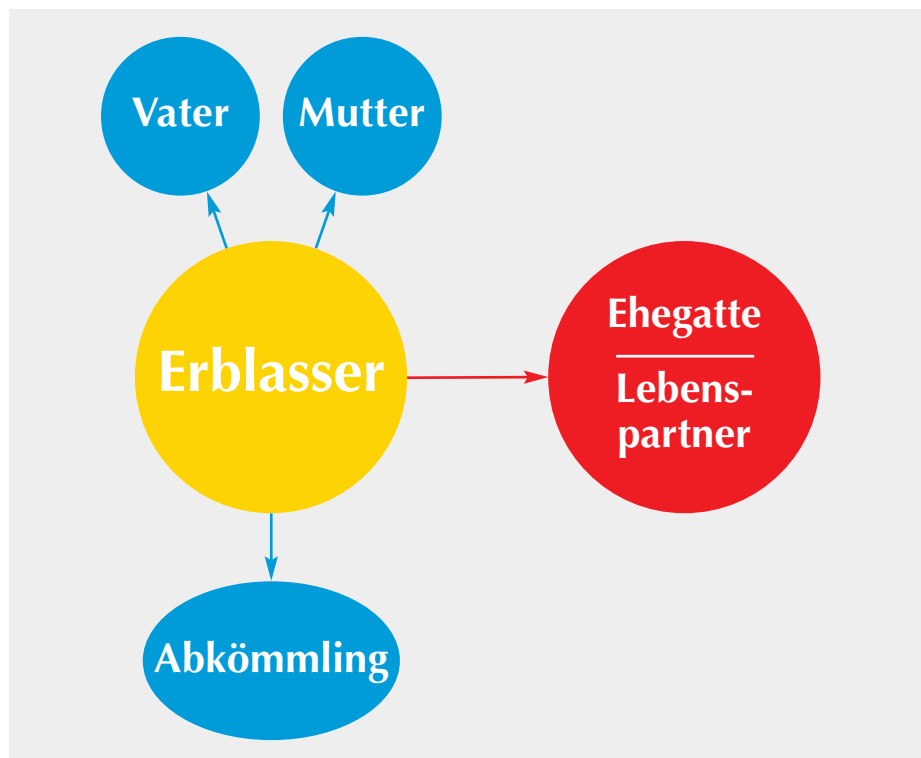 Vater
Mutter
Erblasser
Ehegatte
Lebens-
partner
Abkömmling